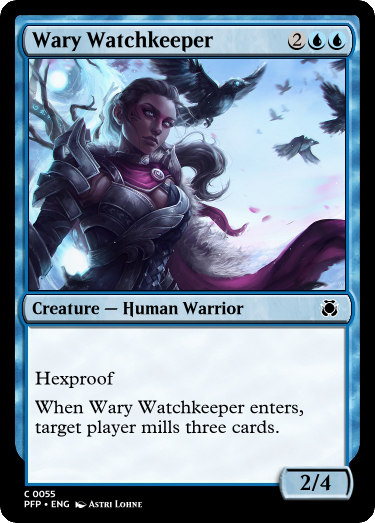 Wary Watchkeeper 2
Creature — Human Warrior
Hexproof
When Wary Watchkeeper enters,
target player mills three cards.
2/4
C 0055
PFP • ENG Astri Lohne